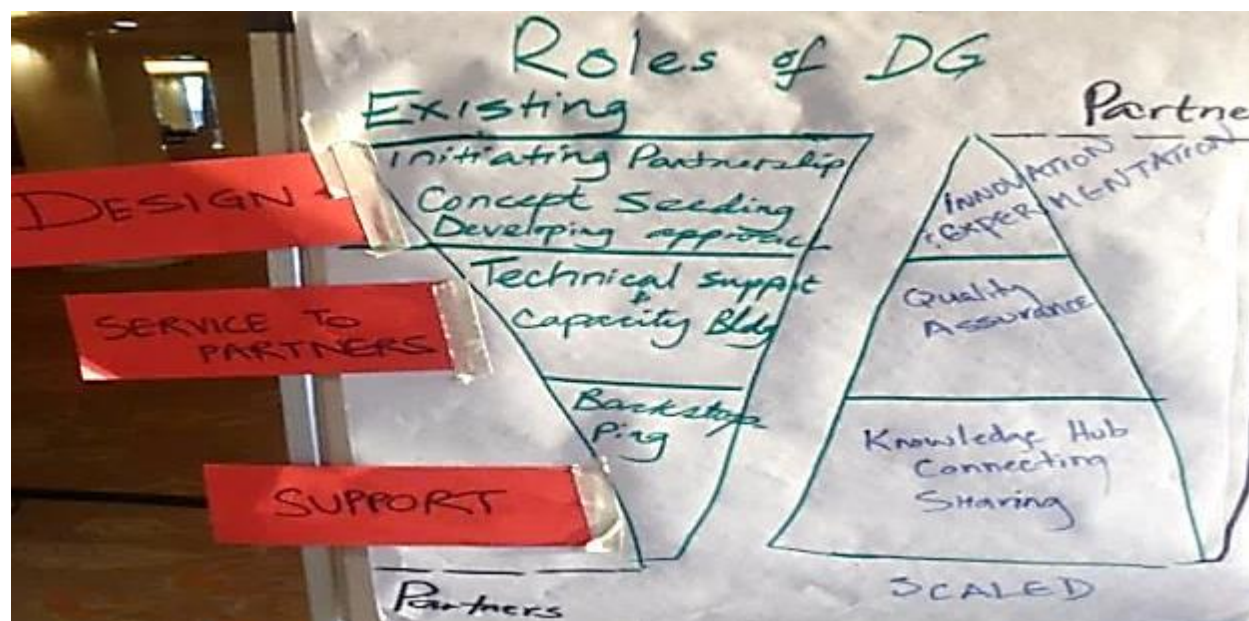 Roles of DG
Existing
Initiating Partnership
Concept Seeding
Developing approac
Technical Support
&
Capacity Bldg
Backstop
Ping
Partners
DESIGN
SERVICE TO
PARTNERS
SUPPORT
Partne
INNOVATION
EXPERIMENTATION
Quality
Assurance
Knowledge Hub
Connecting
Sharing
SCALED